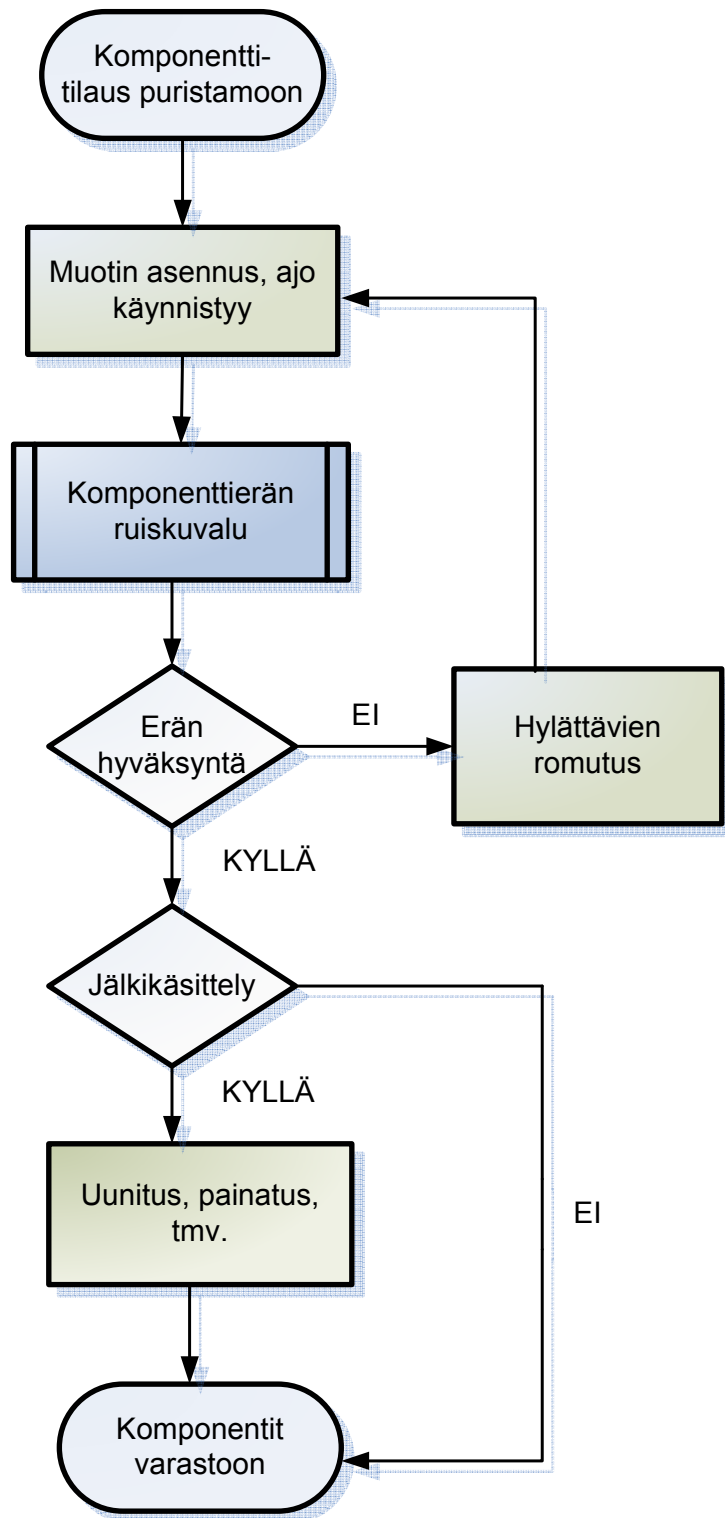 Komponentti-
tilaus puristamoon
Muotin asennus, ajo
käynnistyy
Komponenttierän
ruiskuvalu
Erän
hyväksyntä
EI
Hylättävien
romutus
KYLLÄ
Jälkikäsittely
KYLLÄ
Uunitus, painatus,
tmv.
EI
Komponentit
varastoon